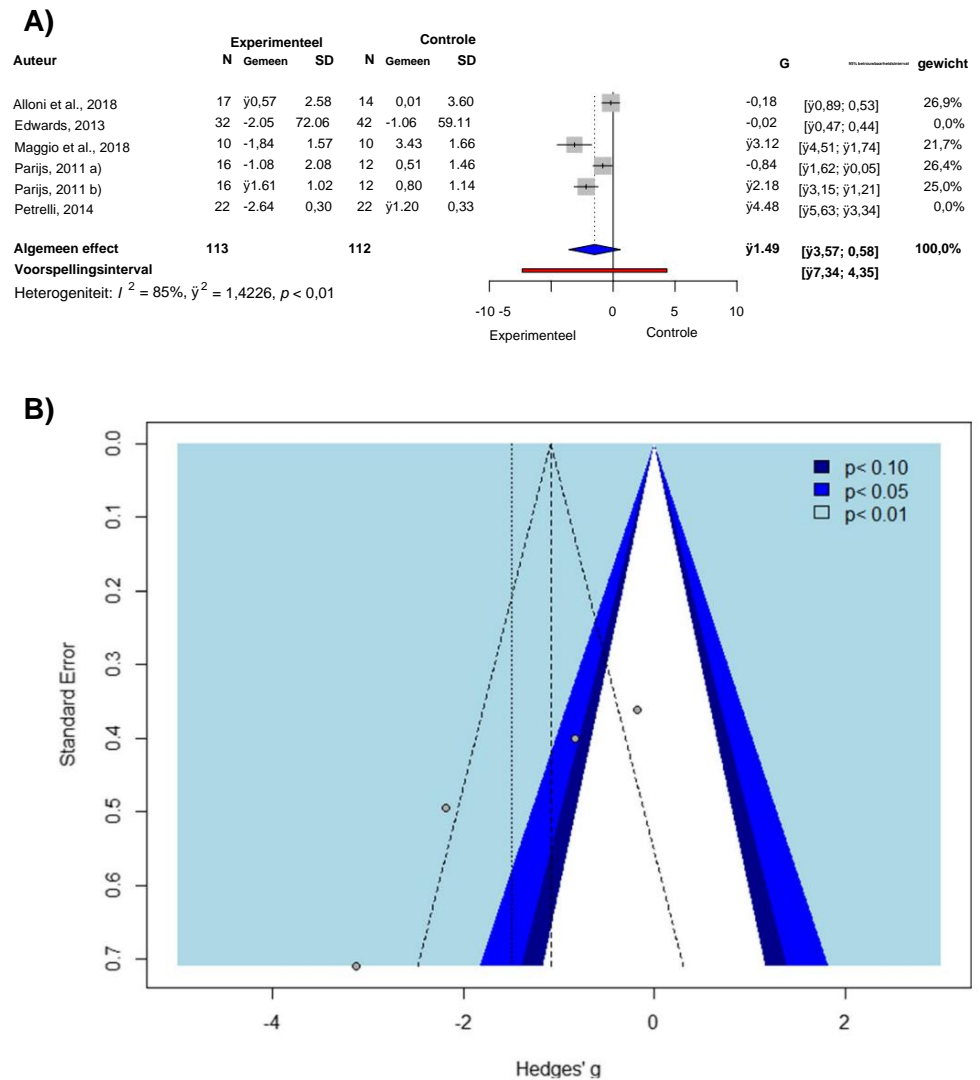 A)
Experimenteel Controle
Auteur N Gemeen SD N Gemeen SD G 95% betrouwbaarheidsinterval gewicht
Alloni et al., 2018 17 ÿ0,57 2.58 14 0,01 3.60 -0,18 [ÿ0,89; 0,53] 26,9%
Edwards, 2013 32 -2.05 72.06 42 -1.06 59.11 -0,02 [ÿ0,47; 0,44] 0,0%
Maggio et al., 2018 10 -1,84 1.57 10 3.43 1.66 ÿ3.12 [ÿ4,51; ÿ1,74] 21,7%
Parijs, 2011 a) 16 -1.08 2.08 12 0,51 1.46 -0,84 [ÿ1,62; ÿ0,05] 26,4%
Parijs, 2011 b) 16 ÿ1.61 1.02 12 0,80 1.14 ÿ2.18 [ÿ3,15; ÿ1,21] 25,0%
Petrelli, 2014 22 -2.64 0,30 22 ÿ1.20 0,33 ÿ4.48 [ÿ5,63; ÿ3,34] 0,0%
Algemeen effect 113 112 ÿ1.49 [ÿ3,57; 0,58] 100,0%
Voorspellingsinterval [ÿ7,34; 4,35]
Heterogeniteit: I 2 = 85%, ÿ2 = 1,4226, p < 0,01
-10 -5 0 5 10
Experimenteel Controle
B)
0.0
0.1
0.2
0.3
0.4
0.5
0.6
0.7
Standard Error
p< 0.10
p< 0.05
p< 0.01
-4 -2 0 2
Hedges' g